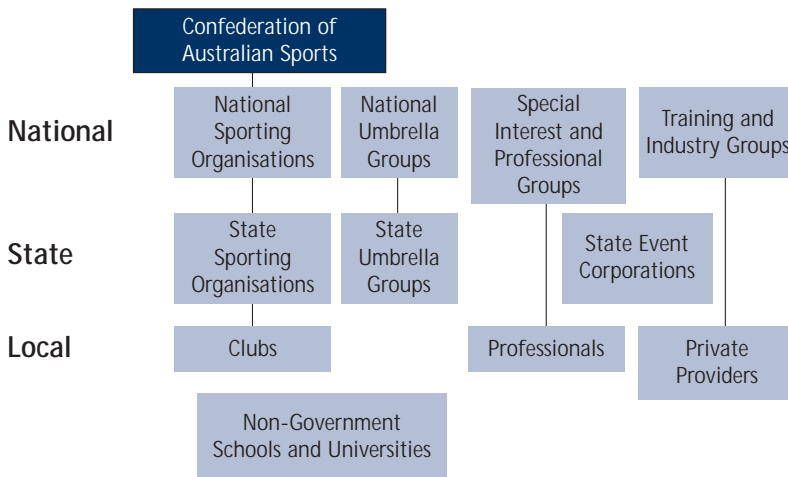 Confederation of
Australian Sports
National
National
Sporting
Organisations
National
Umbrella
Groups
Special
Interest and
Professional
Groups
Training and
Industry Groups
State
State
Sporting
Organisations
State
Umbrella
Groups
State Event
Corporations
Local
Clubs
Professionals
Private
Providers
Non-Government
Schools and Universities